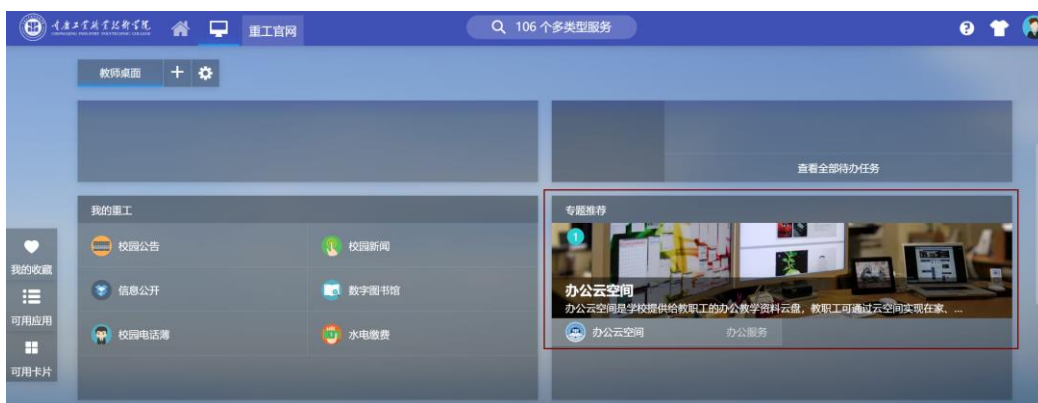 重庆工业职业技术学院
CHONGQING INDUSTRY POLYTECHNIC COLLEGE
重工官网
106 个多类型服务
教师桌面
查看全部待办任务
我的重工
专题推荐
校园公告
校园新闻
1
我的收藏
信息公开
数字图书馆
办公云空间
办公云空间是学校提供给教职工的办公教学资料云盘，教职工可通过云空间实现在家、...
可用应用
校园电话薄
水电缴费
办公云空间
办公服务
可用卡片